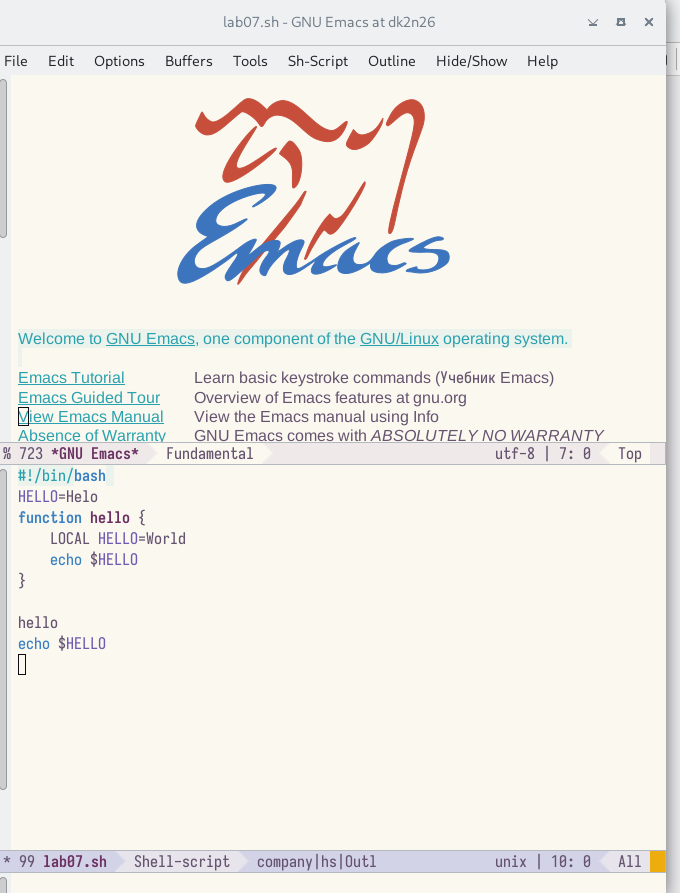 lab07.sh - GNU Emacs at dk2n26
File Edit Options Buffers Tools Sh-Script Outline Hide/Show Help
Emacs
Welcome to GNU Emacs, one component of the GNU/Linux operating system.
Emacs Tutorial Learn basic keystroke commands (Учебник Emacs)
Emacs Guided Tour Overview of Emacs features at gnu.org
View Emacs Manual View the Emacs manual using Info
Absence of Warranty GNU Emacs comes with ABSOLUTELY NO WARRANTY
% 723 *GNU Emacs* Fundamental utf-8 | 7: 0 Top
#!/bin/bash
HELLO=Helo
function hello {
    LOCAL HELLO=World
    echo $HELLO
}
hello
echo $HELLO
* 99 lab07.sh Shell-script company|hs|Outl unix | 10: 0 All